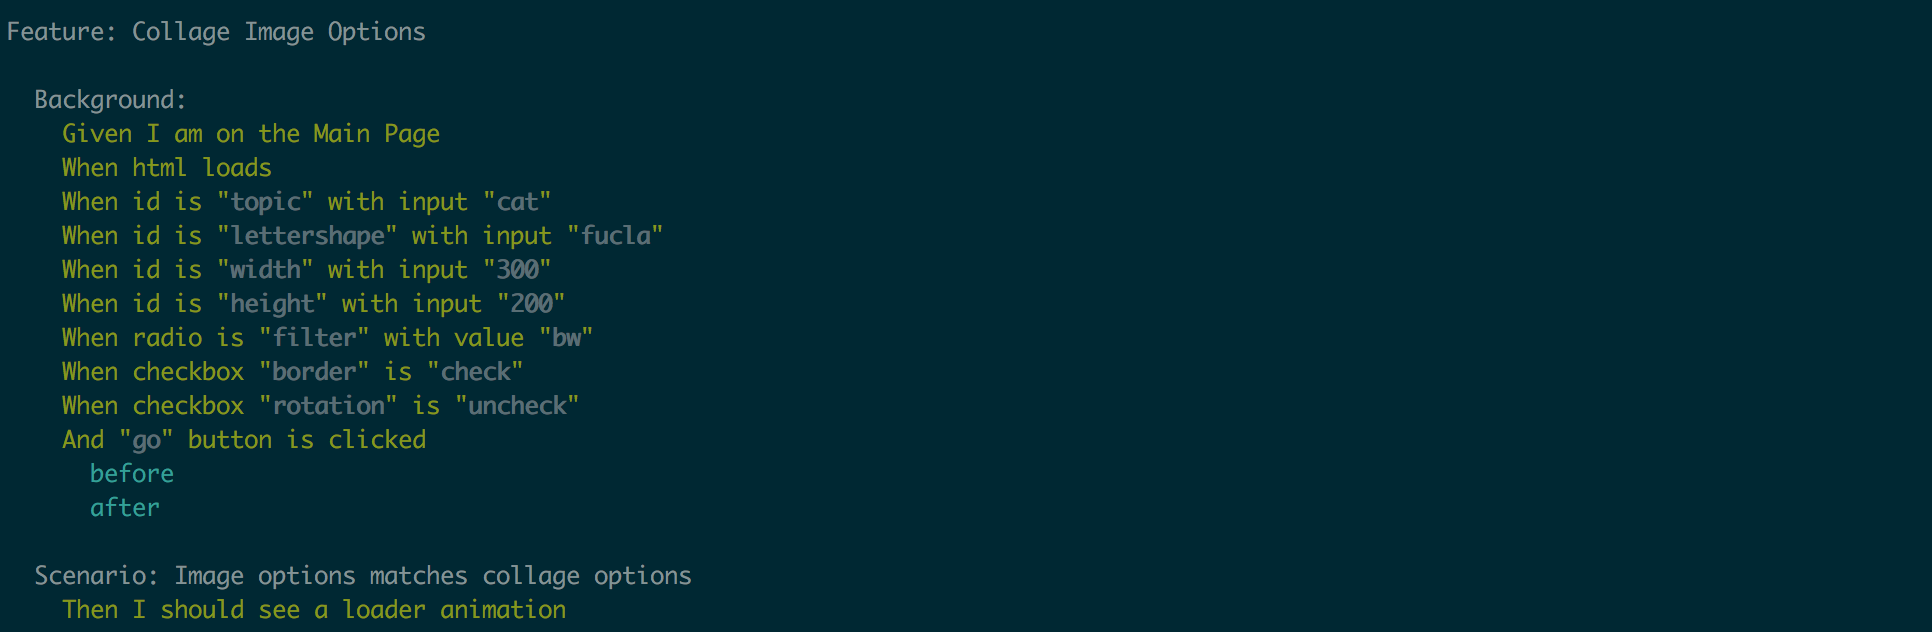 Feature: Collage Image Options
Background:
Given I am on the Main Page
When html loads
When id is "topic" with input "cat"
When id is "lettershape" with input "fucla"
When id is "width" with input "300"
When id is "height" with input "200"
When radio is "filter" with value "bw"
When checkbox "border" is "check"
When checkbox "rotation" is "uncheck"
And "go" button is clicked
before
after
Scenario: Image options matches collage options
Then I should see a loader animation